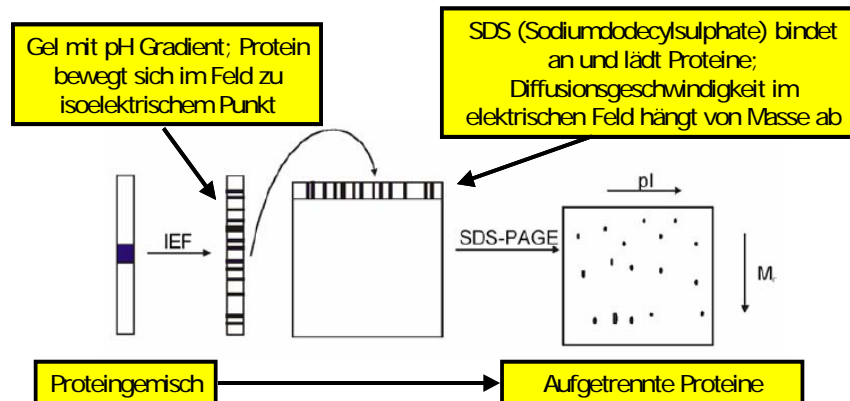 Gel mit pH Gradient; Protein
bewegt sich im Feld zu
isoelektrischem Punkt
SDS (Sodiumdodecylsulphate) bindet
an und lädt Proteine;
Diffusionsgeschwindigkeit im
elektrischen Feld hängt von Masse ab
IEF
SDS-PAGE
pI
Mr
Proteingemisch
Aufgetrennte Proteine